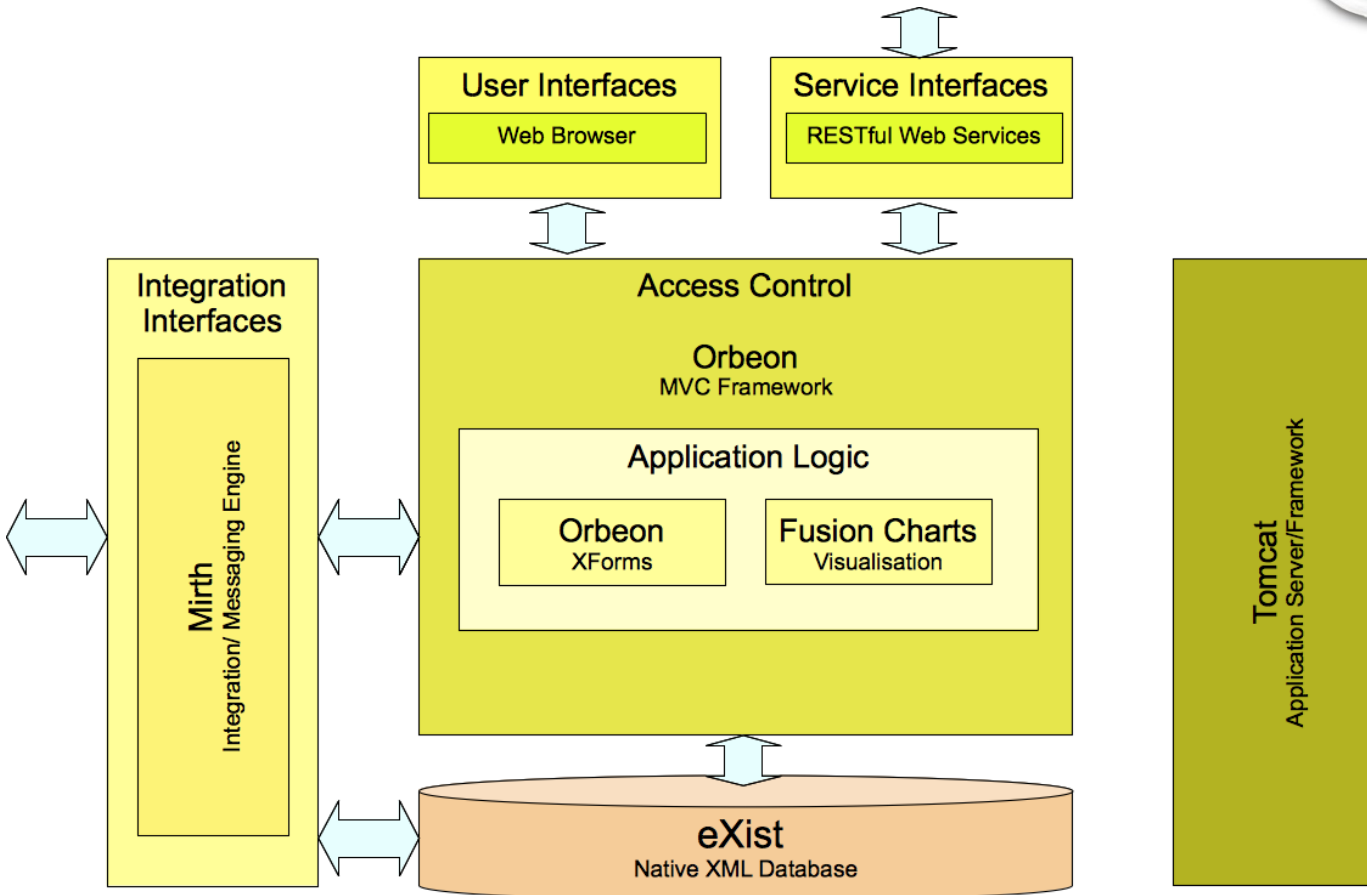 User Interfaces
Web Browser
Service Interfaces
RESTful Web Services
Integration
Interfaces
Mirth
Integration/ Messaging Engine
Access Control
Orbeon
MVC Framework
Application Logic
Orbeon
XForms
Fusion Charts
Visualisation
eXist
Native XML Database
Tomcat
Application Server/Framework